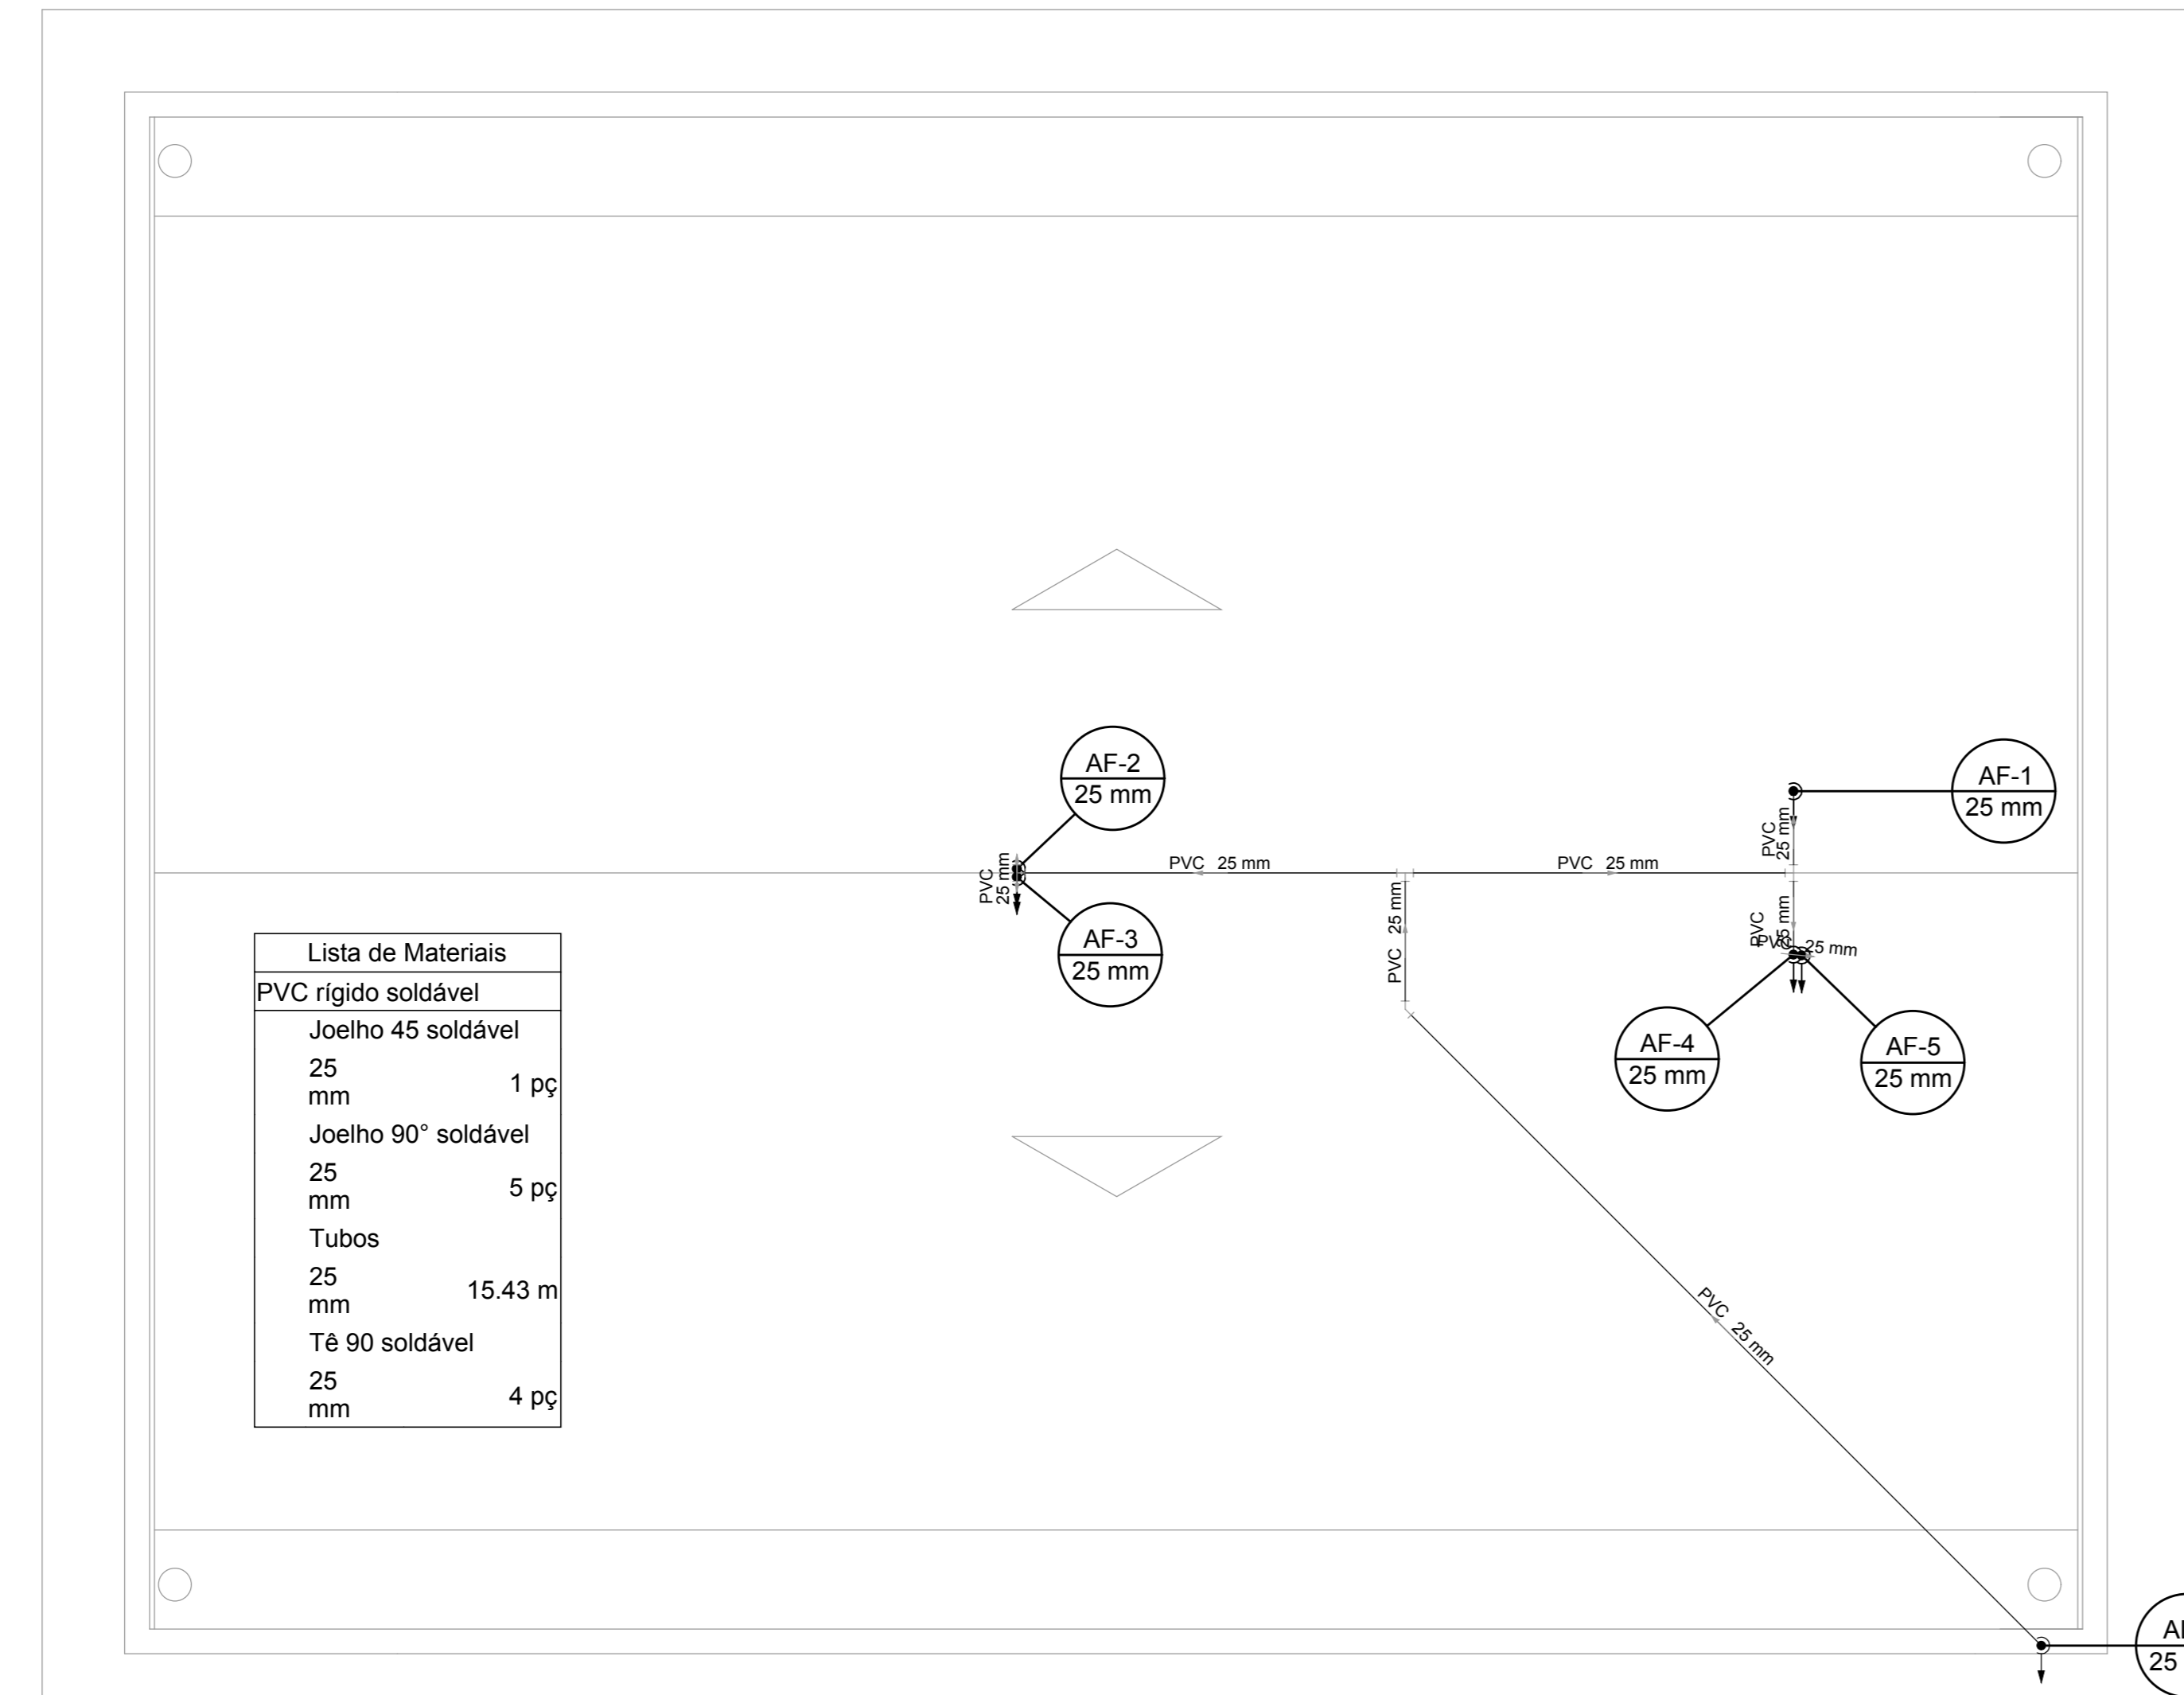 AF-2
25 mm
AF-1
25 mm
PVC
25 mm
PVC 25 mm
PVC 25 mm
PVC
25 mm
PVC 25 mm
PVC
25 mm
PVC 25 mm
AF-3
25 mm
AF-4
25 mm
AF-5
25 mm
Lista de Materiais
PVC rígido soldável
Joelho 45 soldável
25
mm
1 pç
Joelho 90° soldável
25
mm
5 pç
Tubos
25
mm
15.43 m
Tê 90 soldável
25
mm
4 pç
PVC 25 mm
25